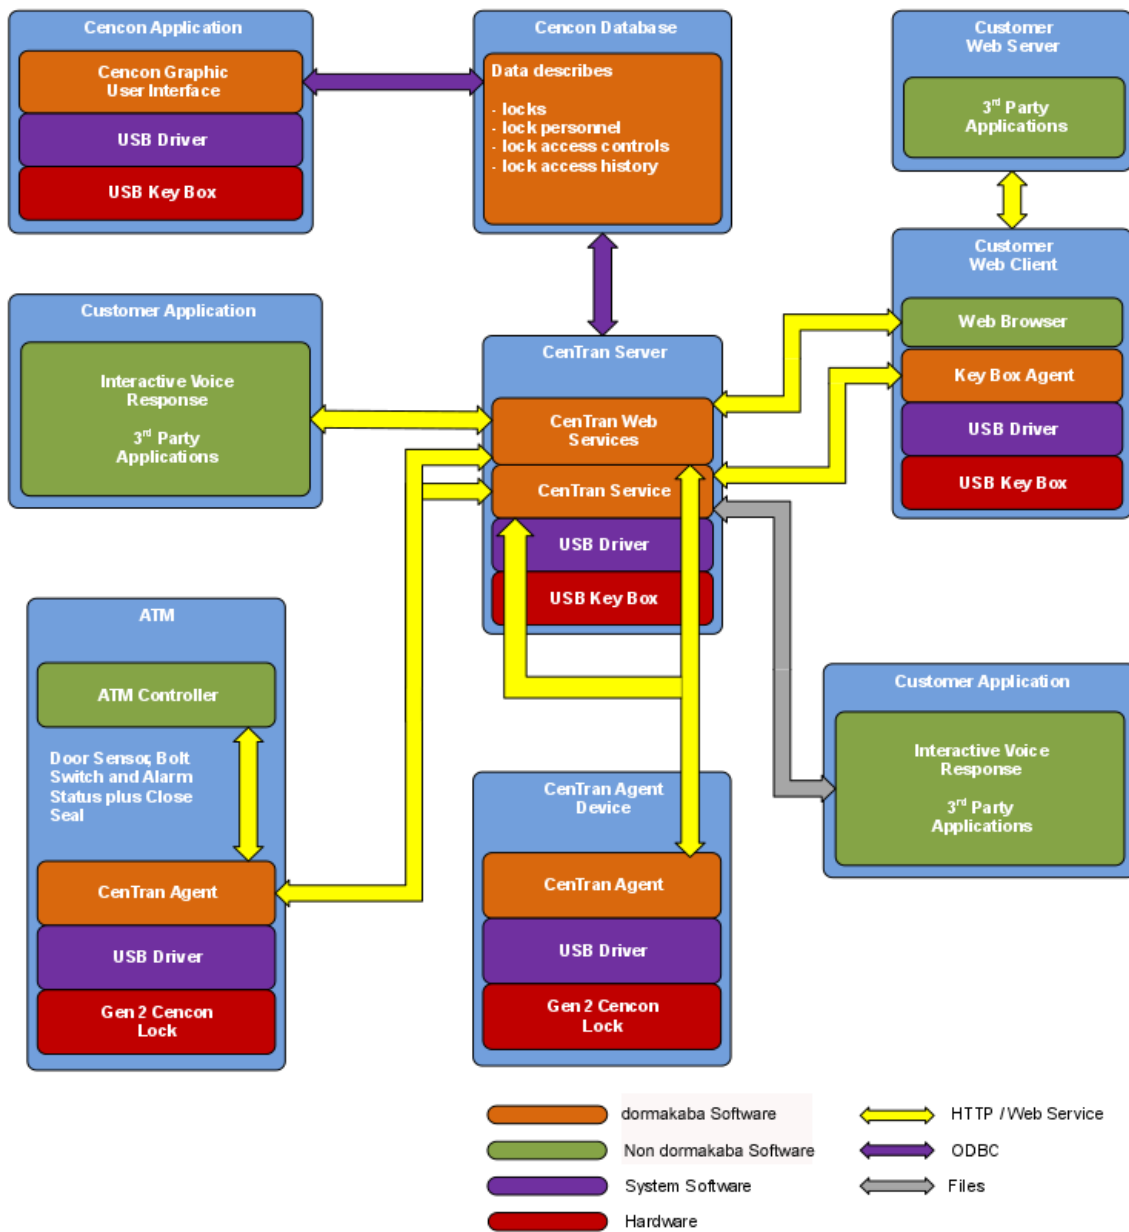 Cencon Application
Cencon Graphic
User Interface
USB Driver
USB Key Box
Cencon Database
Data describes
- locks
- lock personnel
- lock access controls
- lock access history
Customer
Web Server
3rd Party
Applications
Customer
Web Client
Web Browser
Key Box Agent
USB Driver
USB Key Box
Customer Application
Interactive Voice
Response
3rd Party
Applications
CenTran Server
CenTran Web
Services
CenTran Service
USB Driver
USB Key Box
ATM
ATM Controller
Door Sensor, Bolt
Switch and Alarm
Status plus Close
Seal
CenTran Agent
USB Driver
Gen 2 Cencon
Lock
CenTran Agent
Device
CenTran Agent
USB Driver
Gen 2 Cencon
Lock
Customer Application
Interactive Voice
Response
3rd Party
Applications
dormakaba Software
Non dormakaba Software
System Software
Hardware
HTTP / Web Service
ODBC
Files